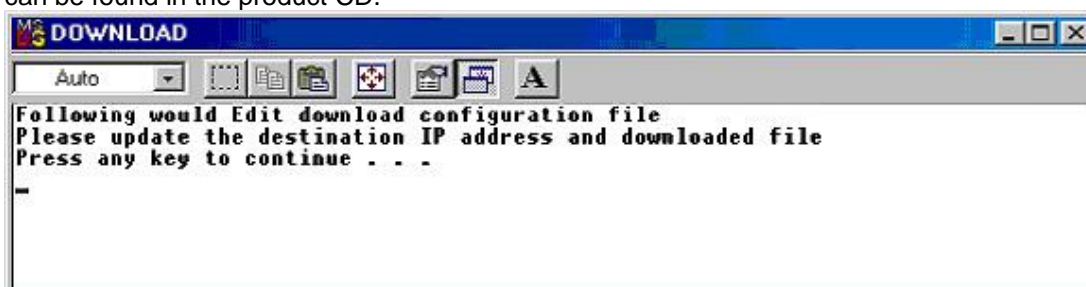 can be found in the product CD.
DOWNLOAD
Auto
A
Following would Edit download configuration file
Please update the destination IP address and downloaded file
Press any key to continue . . .